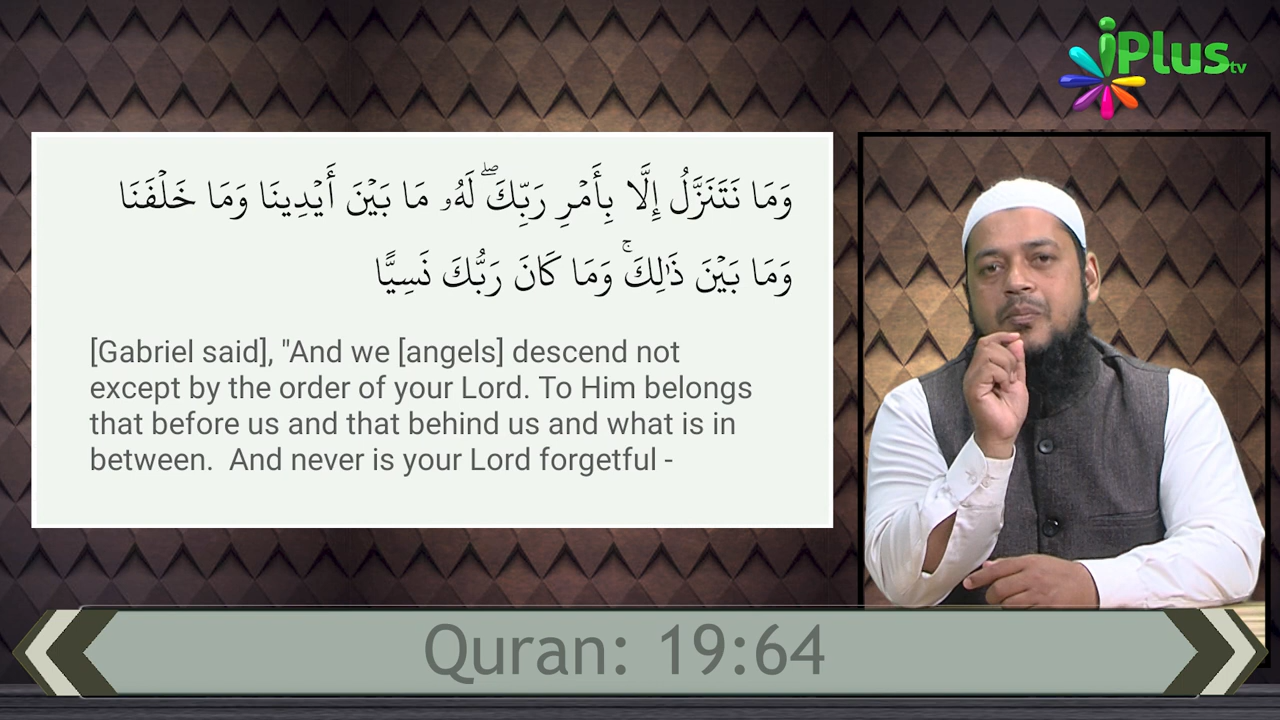 iPlus tv
وَمَا نَتَنَزَّلُ إِلَّا بِأَمْرِ رَبِّكَ ۖ لَهُۥ مَا بَيْنَ أَيْدِينَا وَمَا خَلْفَنَا
وَمَا بَيْنَ ذَٰلِكَ ۚ وَمَا كَانَ رَبُّكَ نَسِيًّا
[Gabriel said], "And we [angels] descend not
except by the order of your Lord. To Him belongs
that before us and that behind us and what is in
between.  And never is your Lord forgetful -
Quran: 19:64